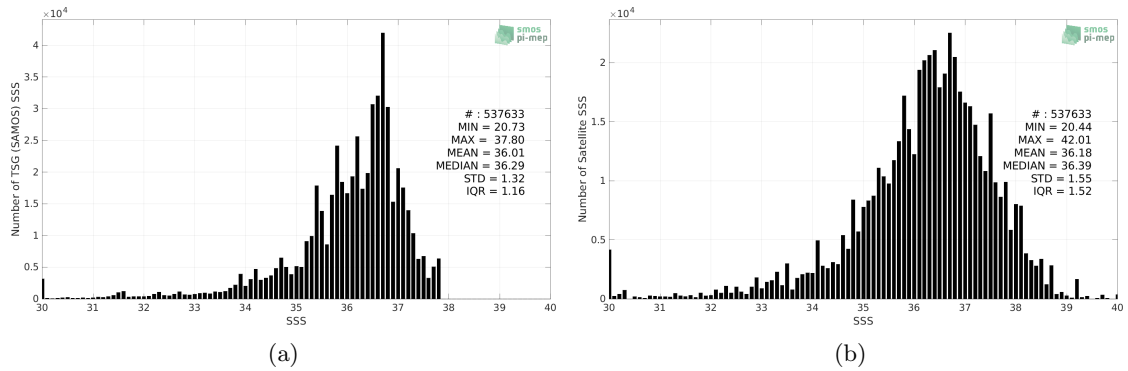 ×10⁴
smos
pi-mep
4
3.5
3
2.5
2
1.5
1
0.5
0
Number of TSG (SAMOS) SSS
# : 537633
MIN = 20.73
MAX = 37.80
MEAN = 36.01
MEDIAN = 36.29
STD = 1.32
IQR = 1.16
30 31 32 33 34 35 36 37 38 39 40
SSS
(a)
×10⁴
smos
pi-mep
2
1.5
1
0.5
0
Number of Satellite SSS
# : 537633
MIN = 20.44
MAX = 42.01
MEAN = 36.18
MEDIAN = 36.39
STD = 1.55
IQR = 1.52
30 31 32 33 34 35 36 37 38 39 40
SSS
(b)